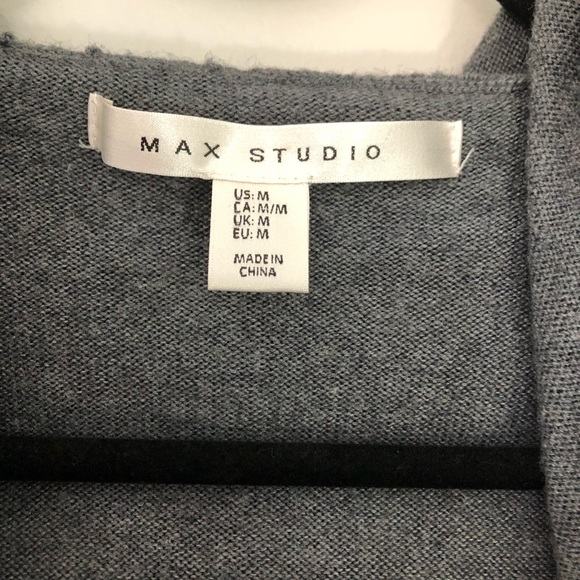 MAX STUDIO
US: M
CA: M/M
UK: M
EU: M
MADE IN
CHINA